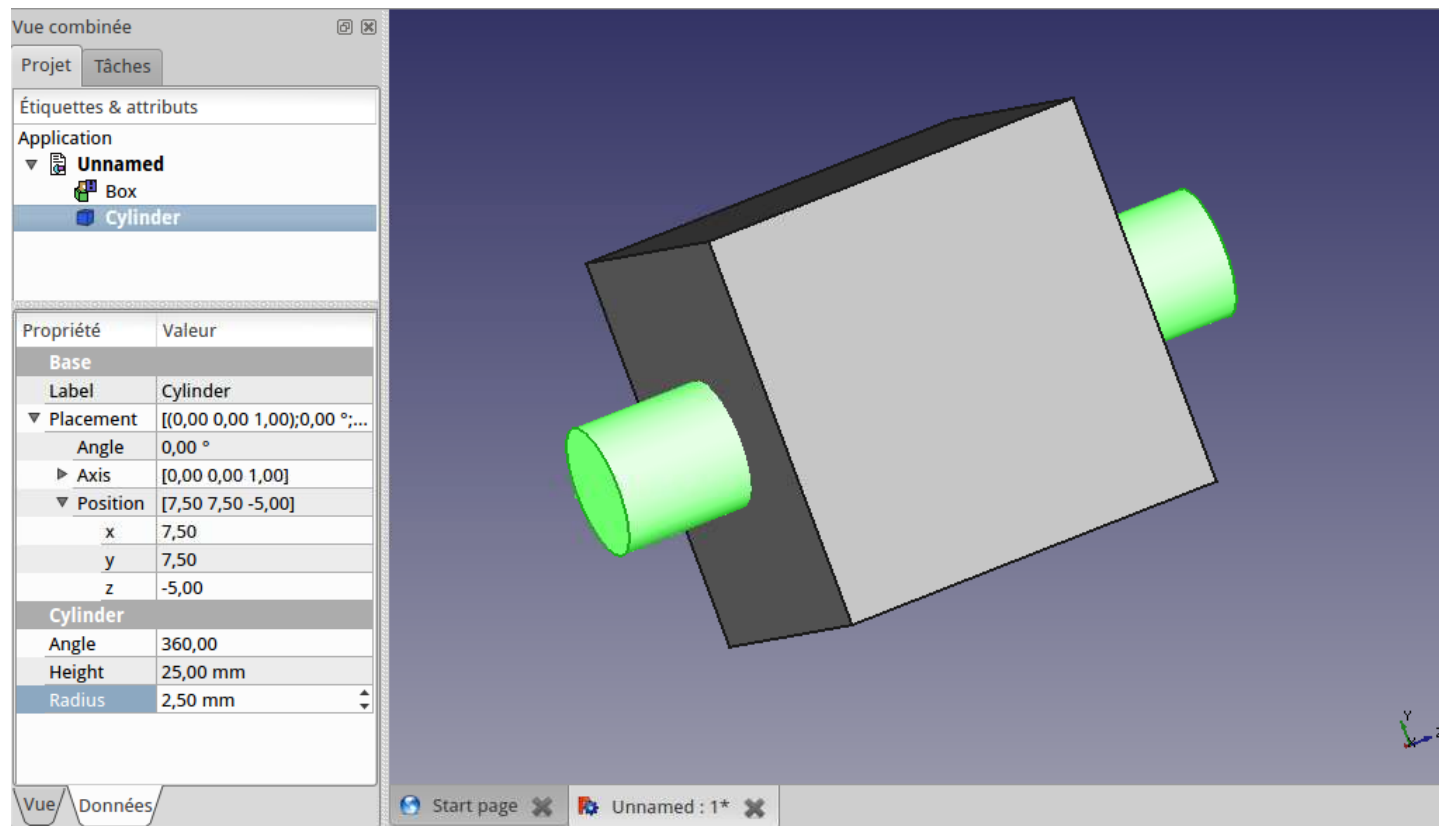 Vue combinée
Projet Tâches
Étiquettes & attributs
Application
Unnamed
Box
Cylinder
Propriété Valeur
Base
Label Cylinder
Placement [(0,00 0,00 1,00);0,00 °;...
Angle 0,00 °
Axis [0,00 0,00 1,00]
Position [7,50 7,50 -5,00]
x 7,50
y 7,50
z -5,00
Cylinder
Angle 360,00
Height 25,00 mm
Radius 2,50 mm
Y
X Z
Vue Données Start page Unnamed : 1*